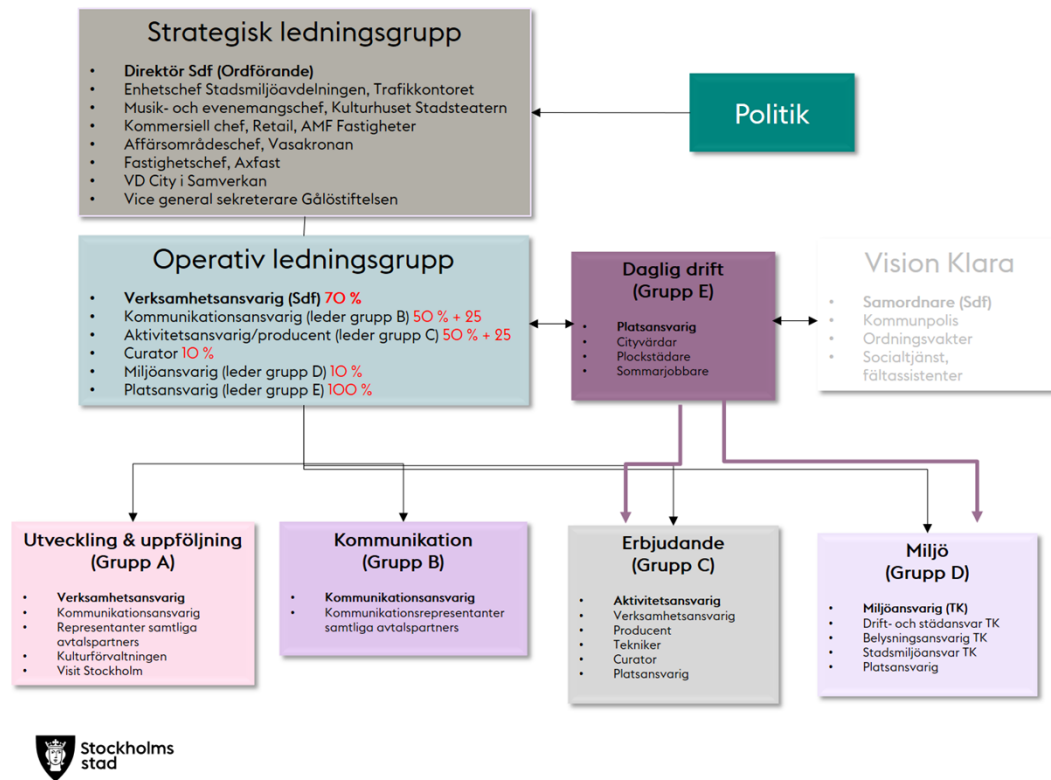 Strategisk ledningsgrupp
• Direktör Sdf (Ordförande)
• Enhetschef Stadsmiljöavdelningen, Trafikkontoret
• Musik- och evenemangschef, Kulturhuset Stadsteatern
• Kommersiell chef, Retail, AMF Fastigheter
• Affärsområdeschef, Vasakronan
• Fastighetschef, Axfast
• VD City i Samverkan
• Vice general sekreterare Gålöstiftelsen
Politik
Operativ ledningsgrupp
• Verksamhetsansvarig (Sdf) 70 %
• Kommunikationsansvarig (leder grupp B) 50 % + 25
• Aktivitetsansvarig/producent (leder grupp C) 50 % + 25
• Curator 10 %
• Miljöansvarig (leder grupp D) 10 %
• Platsansvarig (leder grupp E) 100 %
Daglig drift
(Grupp E)
• Platsansvarig
• Cityvärdar
• Plockstädare
• Sommarjobbare
Vision Klara
• Samordnare (Sdf)
• Kommunpolis
• Ordningsvakter
• Socialtjänst,
fältassistenter
Utveckling & uppföljning
(Grupp A)
• Verksamhetsansvarig
• Kommunikationsansvarig
• Representanter samtliga
avtalspartners
• Kulturförvaltningen
• Visit Stockholm
Kommunikation
(Grupp B)
• Kommunikationsansvarig
• Kommunikationsrepresentanter
samtliga avtalspartners
Erbjudande
(Grupp C)
• Aktivitetsansvarig
• Verksamhetsansvarig
• Producent
• Tekniker
• Curator
• Platsansvarig
Miljö
(Grupp D)
• Miljöansvarig (TK)
• Drift- och städansvar TK
• Belysningsansvarig TK
• Stadsmiljöansvar TK
• Platsansvarig
Stockholms
stad